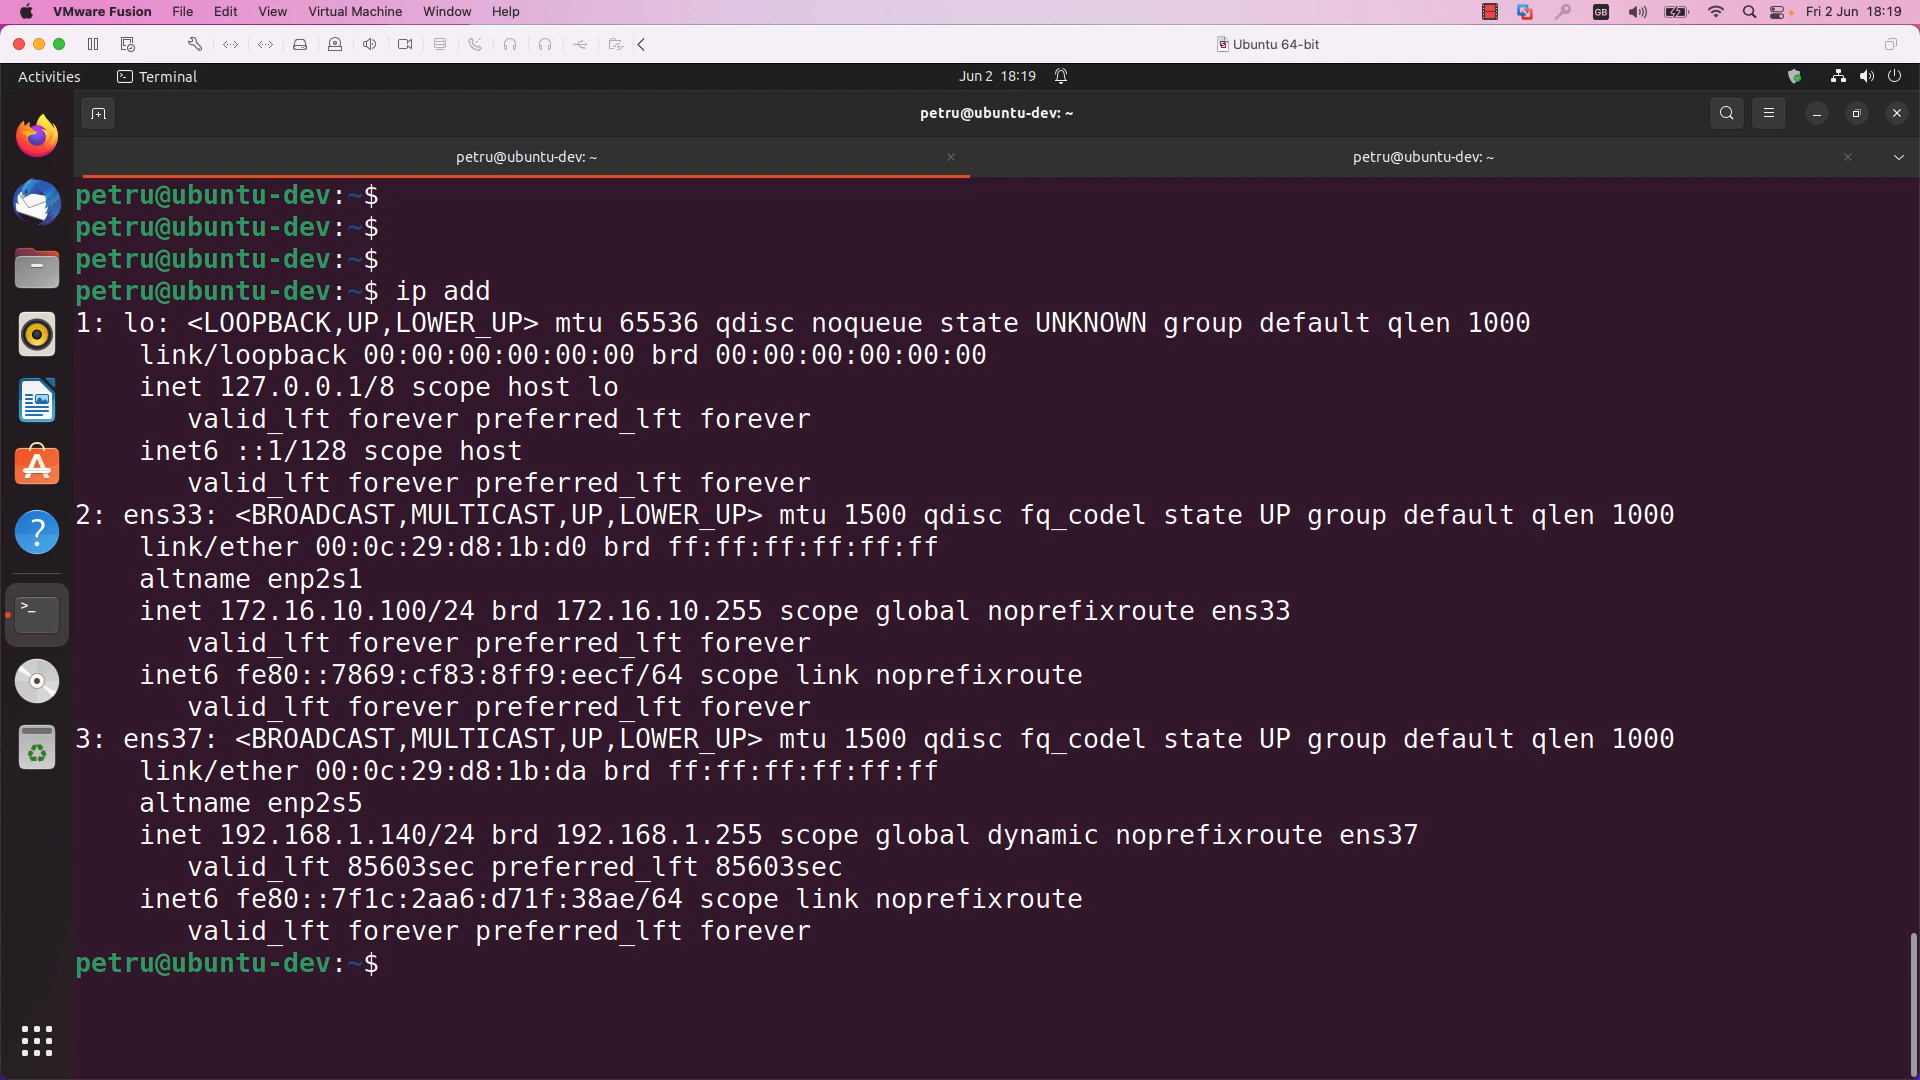 VMware Fusion File Edit View Virtual Machine Window Help GB Fri 2 Jun 18:19
Ubuntu 64-bit
Activities Terminal Jun 2 18:19
petru@ubuntu-dev: ~
petru@ubuntu-dev: ~ petru@ubuntu-dev: ~
petru@ubuntu-dev:~$
petru@ubuntu-dev:~$
petru@ubuntu-dev:~$
petru@ubuntu-dev:~$ ip add
1: lo: <LOOPBACK,UP,LOWER_UP> mtu 65536 qdisc noqueue state UNKNOWN group default qlen 1000
link/loopback 00:00:00:00:00:00 brd 00:00:00:00:00:00
inet 127.0.0.1/8 scope host lo
valid_lft forever preferred_lft forever
inet6 ::1/128 scope host
valid_lft forever preferred_lft forever
2: ens33: <BROADCAST,MULTICAST,UP,LOWER_UP> mtu 1500 qdisc fq_codel state UP group default qlen 1000
link/ether 00:0c:29:d8:1b:d0 brd ff:ff:ff:ff:ff:ff
altname enp2s1
inet 172.16.10.100/24 brd 172.16.10.255 scope global noprefixroute ens33
valid_lft forever preferred_lft forever
inet6 fe80::7869:cf83:8ff9:eecf/64 scope link noprefixroute
valid_lft forever preferred_lft forever
3: ens37: <BROADCAST,MULTICAST,UP,LOWER_UP> mtu 1500 qdisc fq_codel state UP group default qlen 1000
link/ether 00:0c:29:d8:1b:da brd ff:ff:ff:ff:ff:ff
altname enp2s5
inet 192.168.1.140/24 brd 192.168.1.255 scope global dynamic noprefixroute ens37
valid_lft 85603sec preferred_lft 85603sec
inet6 fe80::7f1c:2aa6:d71f:38ae/64 scope link noprefixroute
valid_lft forever preferred_lft forever
petru@ubuntu-dev:~$